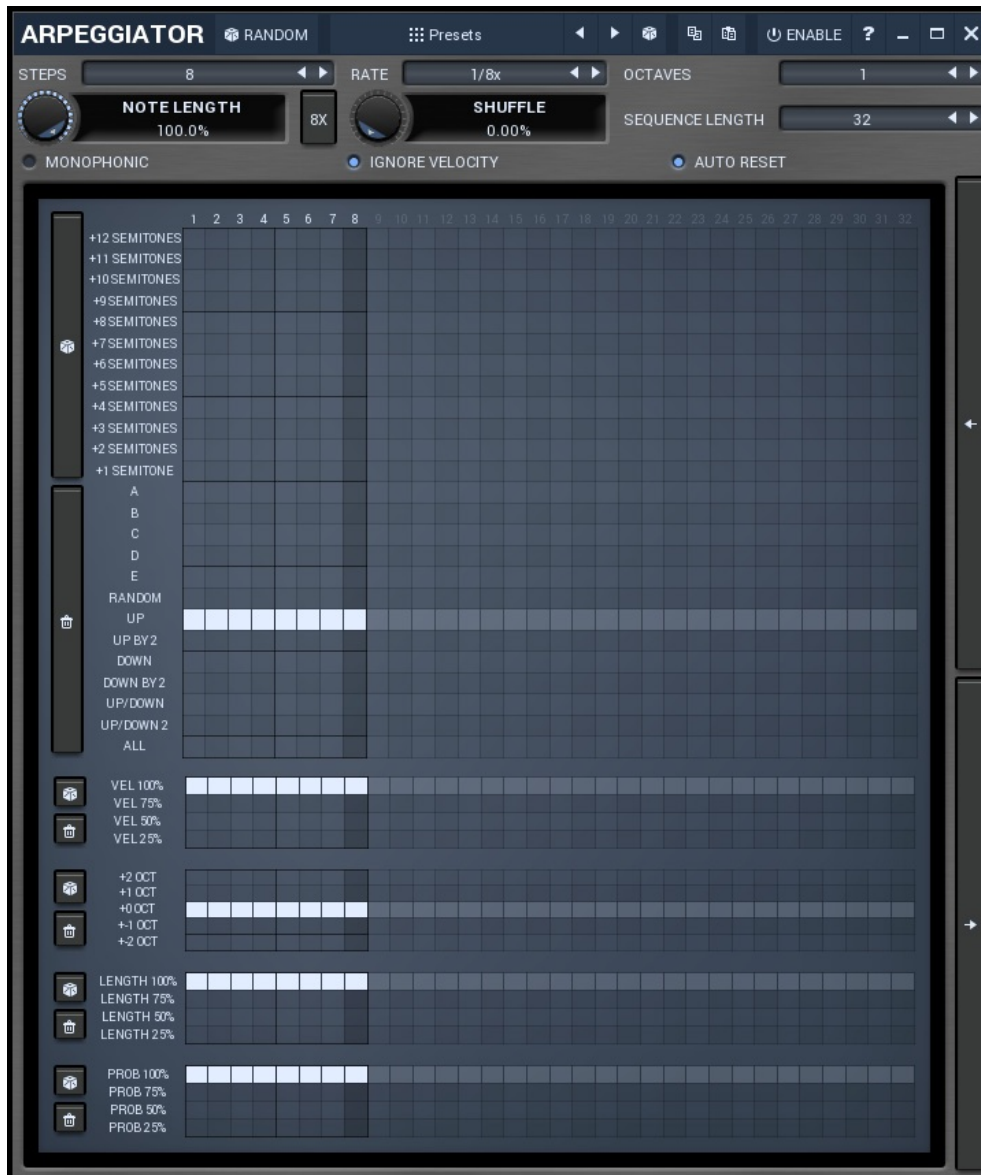 ARPEGGIATOR RANDOM Presets ENABLE ?
STEPS 8 RATE 1/8x OCTAVES 1
NOTE LENGTH 8X SHUFFLE SEQUENCE LENGTH 32
100.0% 0.00%
MONOPHONIC IGNORE VELOCITY AUTO RESET
1 2 3 4 5 6 7 8 9 10 11 12 13 14 15 16 17 18 19 20 21 22 23 24 25 26 27 28 29 30 31 32
+12 SEMITONES
+11 SEMITONES
+10 SEMITONES
+9 SEMITONES
+8 SEMITONES
+7 SEMITONES
+6 SEMITONES
+5 SEMITONES
+4 SEMITONES
+3 SEMITONES
+2 SEMITONES
+1 SEMITONE
A
B
C
D
E
RANDOM
UP
UP BY 2
DOWN
DOWN BY 2
UP/DOWN
UP/DOWN 2
ALL
VEL 100%
VEL 75%
VEL 50%
VEL 25%
+2 OCT
+1 OCT
+0 OCT
+-1 OCT
+-2 OCT
LENGTH 100%
LENGTH 75%
LENGTH 50%
LENGTH 25%
PROB 100%
PROB 75%
PROB 50%
PROB 25%